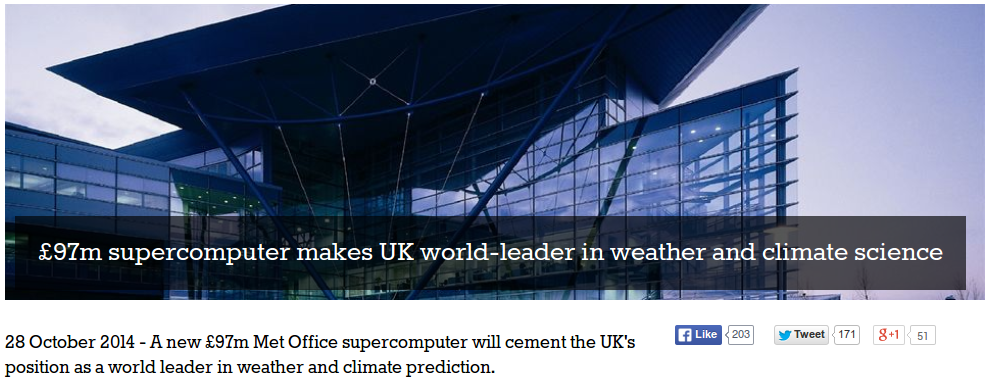 £97m supercomputer makes UK world-leader in weather and climate science
28 October 2014 - A new £97m Met Office supercomputer will cement the UK's
position as a world leader in weather and climate prediction.
Like 203 Tweet 171 g+1 51